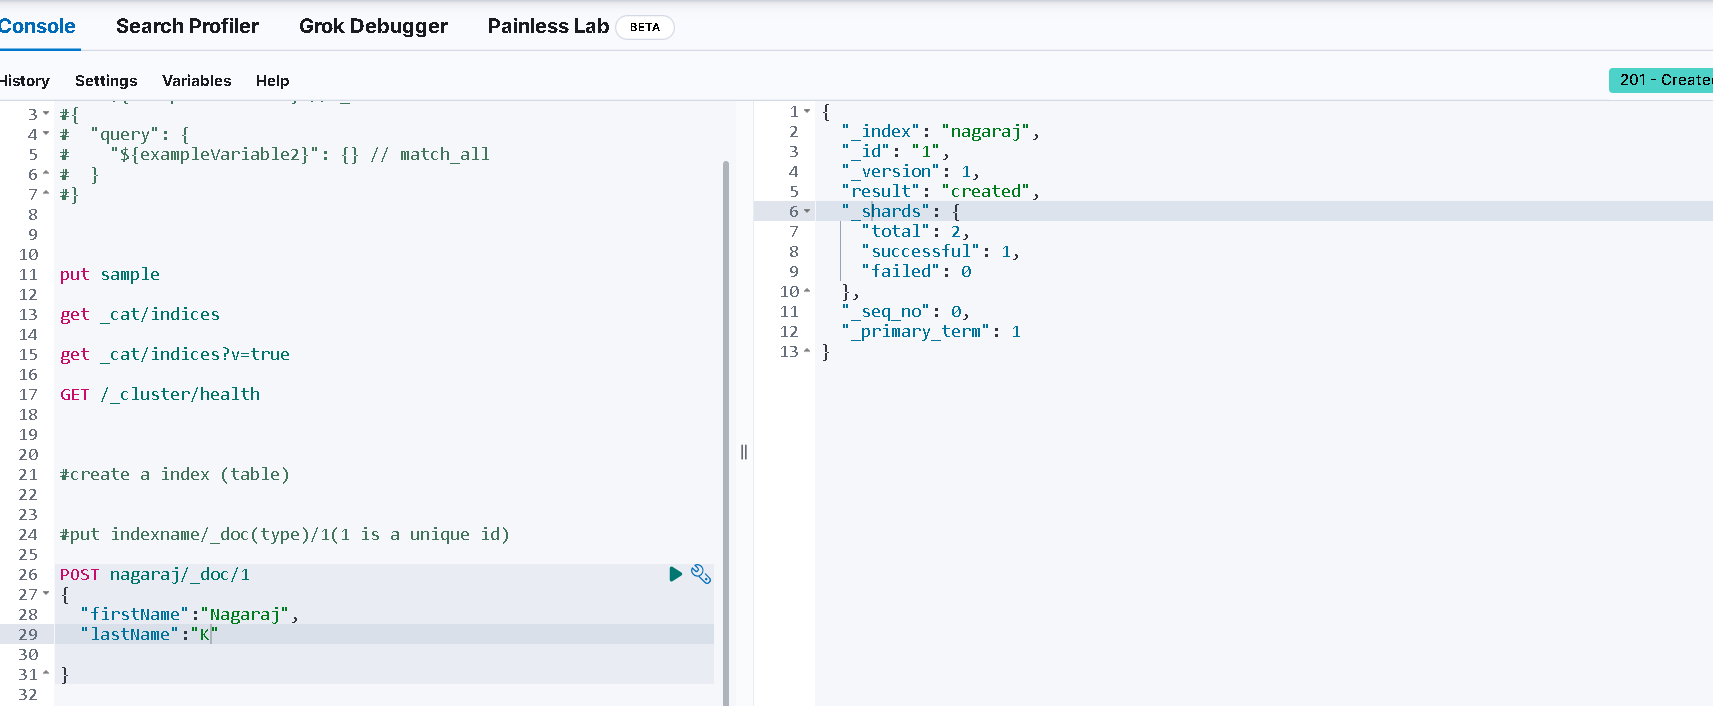 Console Search Profiler Grok Debugger Painless Lab BETA
History Settings Variables Help 201 - Create
3 #{
4 #  "query": {
5 #    "${exampleVariable2}": {} // match_all
6 #  }
7 #}
8
9
10
11 put sample
12
13 get _cat/indices
14
15 get _cat/indices?v=true
16
17 GET /_cluster/health
18
19
20
21 #create a index (table)
22
23
24 #put indexname/_doc(type)/1(1 is a unique id)
25
26 POST nagaraj/_doc/1
27 {
28   "firstName":"Nagaraj",
29   "lastName":"K"
30
31 }
32
1 {
2   "_index": "nagaraj",
3   "_id": "1",
4   "_version": 1,
5   "result": "created",
6   "_shards": {
7     "total": 2,
8     "successful": 1,
9     "failed": 0
10   },
11   "_seq_no": 0,
12   "_primary_term": 1
13 }